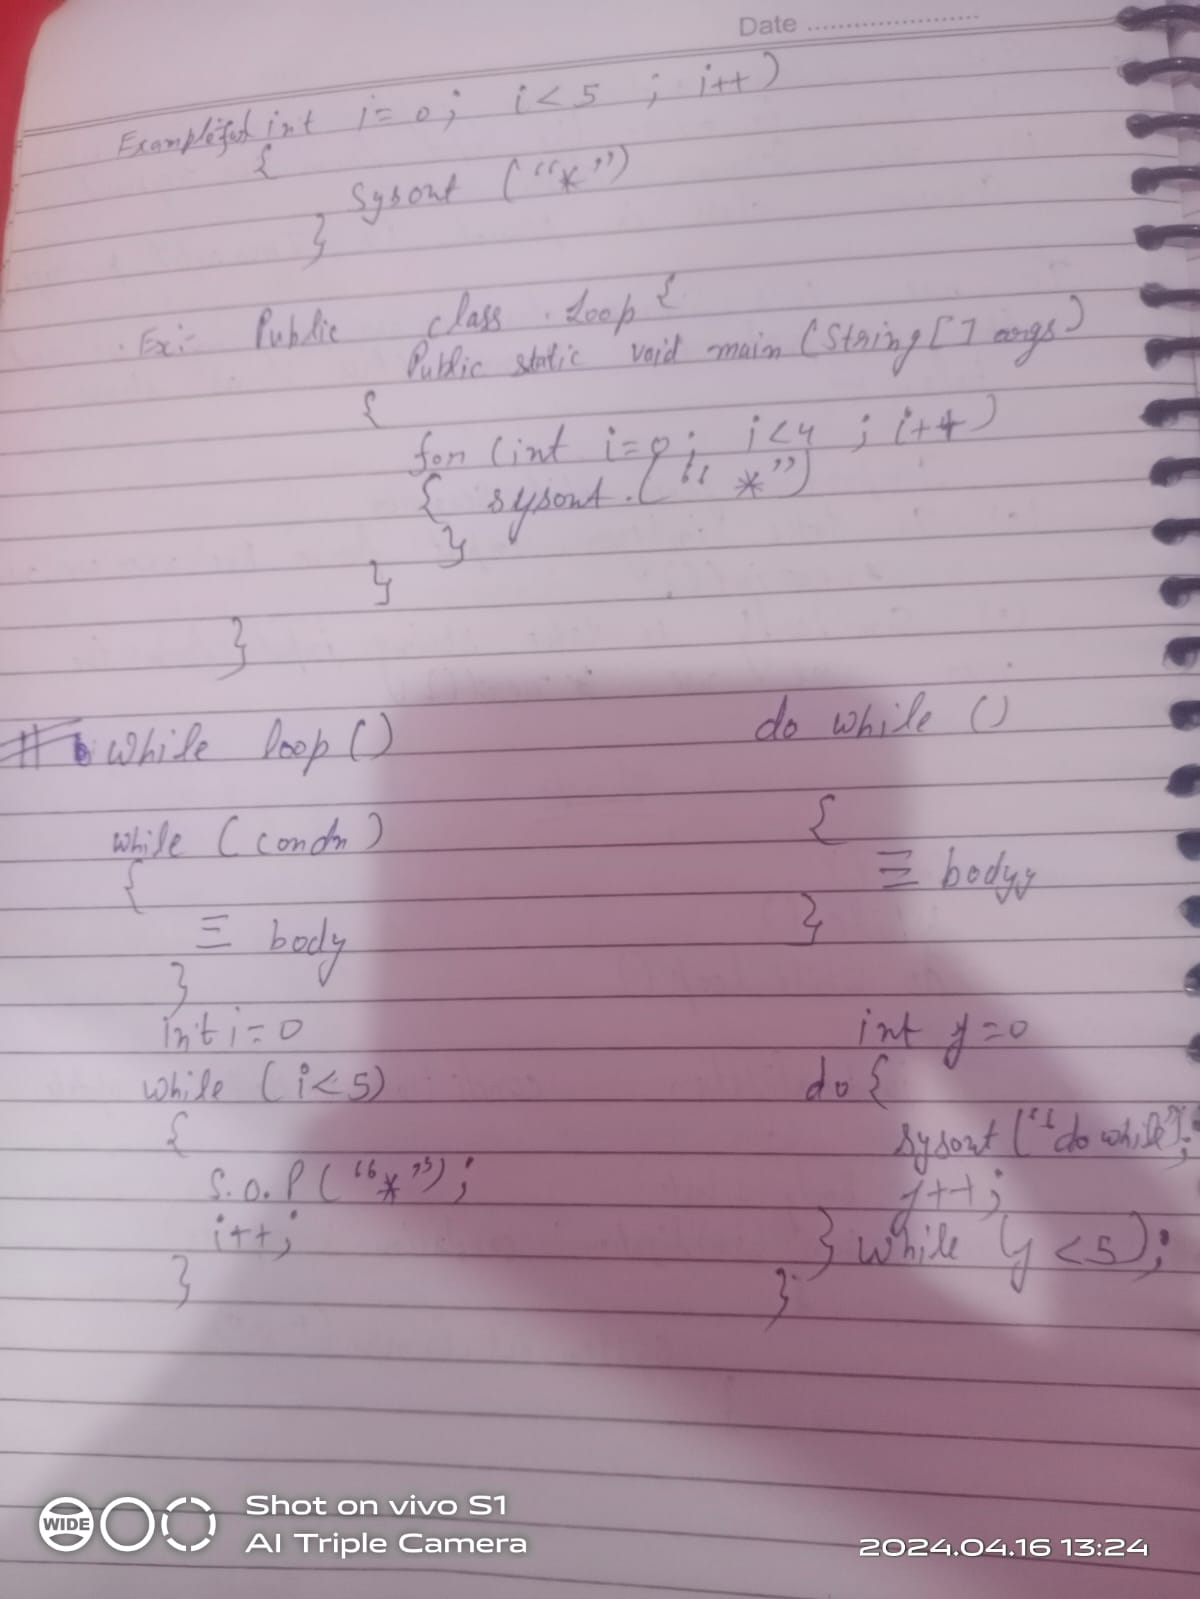 Date
Example: for int i=0; i<5 ; i++)
{
Sysout ("*")
}
Ex:- Public class Loop {
Public static void main (String [] args)
{
for (int i=0; i<4 ; i++)
{ sysout.(" *")
}
}
}
# while loop()
do while ()
while (condn)
{
body
}
{
bodyy
}
int i=0
while (i<5)
{
S.O.P("*");
i++;
}
int y=0
do {
sysout ("do while");
y++;
} while (y<5);
}
WIDE
Shot on vivo S1
AI Triple Camera
2024.04.16 13:24